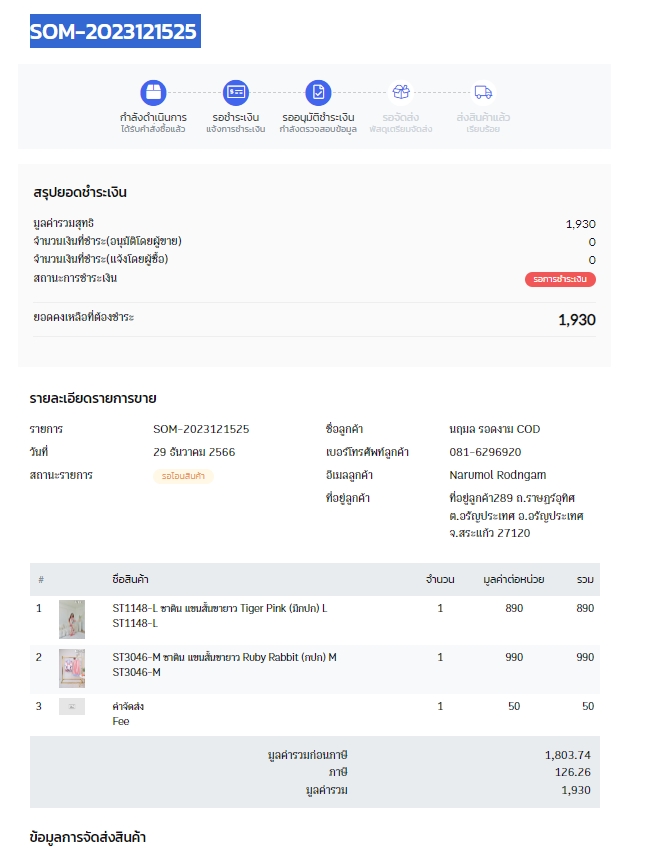 SOM-2023121525
กำลังดำเนินการ
ได้รับคำสั่งซื้อแล้ว
รอชำระเงิน
แจ้งการชำระเงิน
รออนุมัติชำระเงิน
กำลังตรวจสอบข้อมูล
รอจัดส่ง
พัสดุเตรียมจัดส่ง
ส่งสินค้าแล้ว
เรียบร้อย
สรุปยอดชำระเงิน
มูลค่ารวมสุทธิ 1,930
จำนวนเงินที่ชำระ(อนุมัติโดยผู้ขาย) 0
จำนวนเงินที่ชำระ(แจ้งโดยผู้ซื้อ) 0
สถานะการชำระเงิน รอการชำระเงิน
ยอดคงเหลือที่ต้องชำระ 1,930
รายละเอียดรายการขาย
รายการ SOM-2023121525
วันที่ 29 ธันวาคม 2566
สถานะรายการ รอโอนสินค้า
ชื่อลูกค้า นฤมล รอดงาม COD
เบอร์โทรศัพท์ลูกค้า 081-6296920
อีเมลลูกค้า Narumol Rodngam
ที่อยู่ลูกค้า ที่อยู่ลูกค้า289 ถ.ราษฎร์อุทิศ
ต.อรัญประเทศ อ.อรัญประเทศ
จ.สระแก้ว 27120
# ชื่อสินค้า จำนวน มูลค่าต่อหน่วย รวม
1 ST1148-L ซาติน แขนสั้นขายาว Tiger Pink (มิกปก) L 1 890 890
ST1148-L
2 ST3046-M ซาติน แขนสั้นขายาว Ruby Rabbit (กปก) M 1 990 990
ST3046-M
3 ค่าจัดส่ง 1 50 50
Fee
มูลค่ารวมก่อนภาษี 1,803.74
ภาษี 126.26
มูลค่ารวม 1,930
ข้อมูลการจัดส่งสินค้า